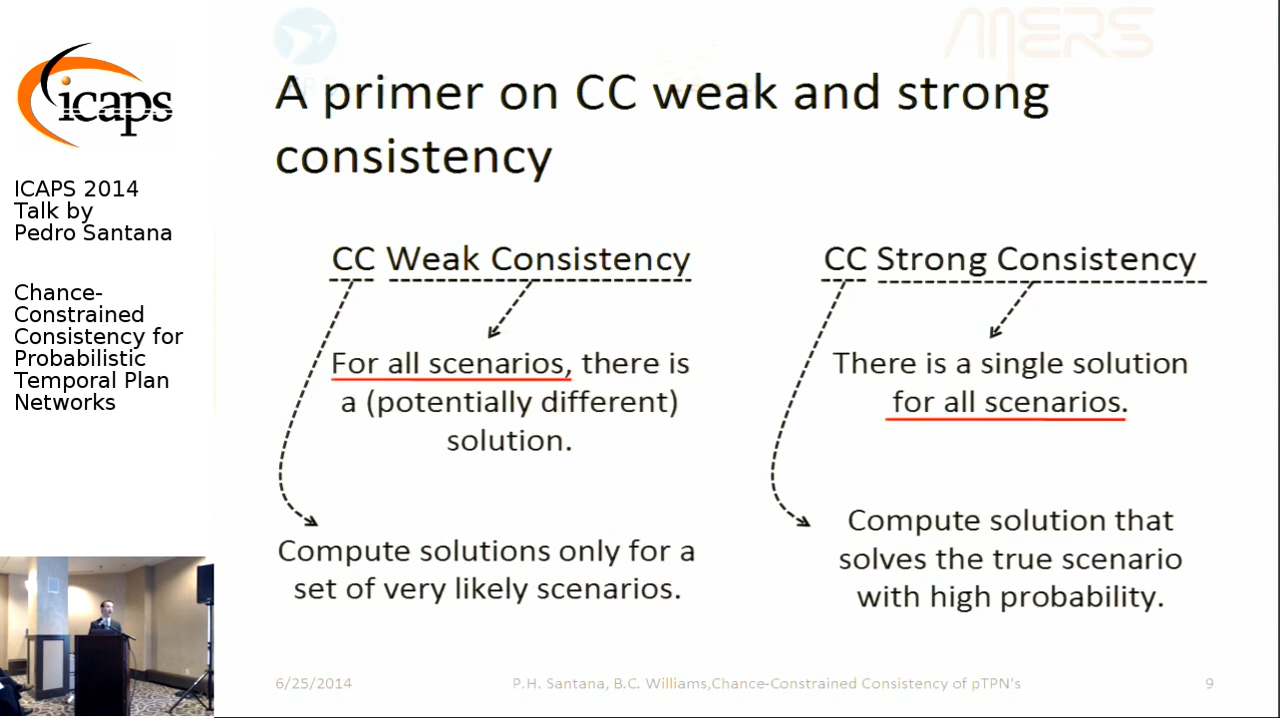 icaps
ICAPS 2014
Talk by
Pedro Santana
Chance-
Constrained
Consistency for
Probabilistic
Temporal Plan
Networks
MERS
A primer on CC weak and strong
consistency
CC Weak Consistency
For all scenarios, there is
a (potentially different)
solution.
Compute solutions only for a
set of very likely scenarios.
CC Strong Consistency
There is a single solution
for all scenarios.
Compute solution that
solves the true scenario
with high probability.
6/25/2014
P.H. Santana, B.C. Williams,Chance-Constrained Consistency of pTPN's
9